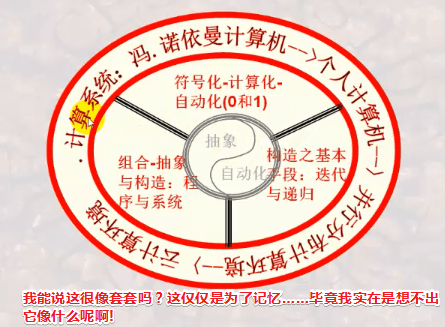 ·计算系统：冯.诺依曼计算机-->个人计算机—〉并行分布计算环境—〉云计算环境
符号化-计算化-
自动化(0和1)
抽象
自动化
组合-抽象
与构造：程
序与系统
构造之基本
手段：迭代
与递归
我能说这很像套套吗？这仅仅是为了记忆……毕竟我实在是想不出
它像什么呢啊!